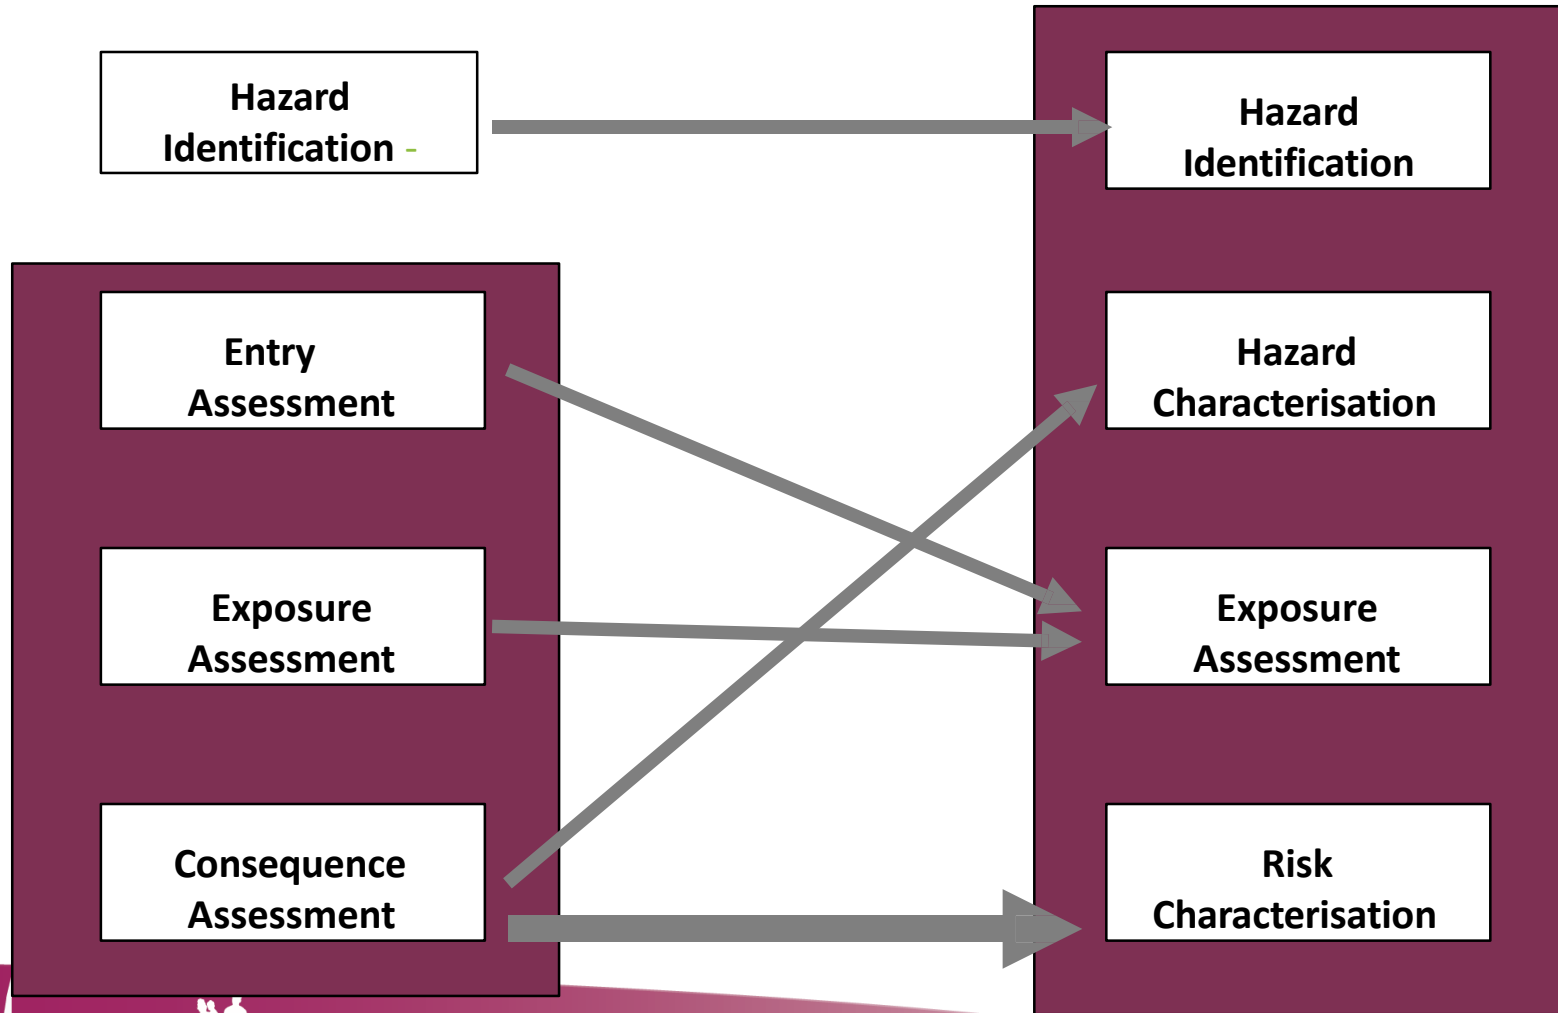 Hazard
Identification -
Hazard
Identification
Entry
Assessment
Hazard
Characterisation
Exposure
Assessment
Exposure
Assessment
Consequence
Assessment
Risk
Characterisation